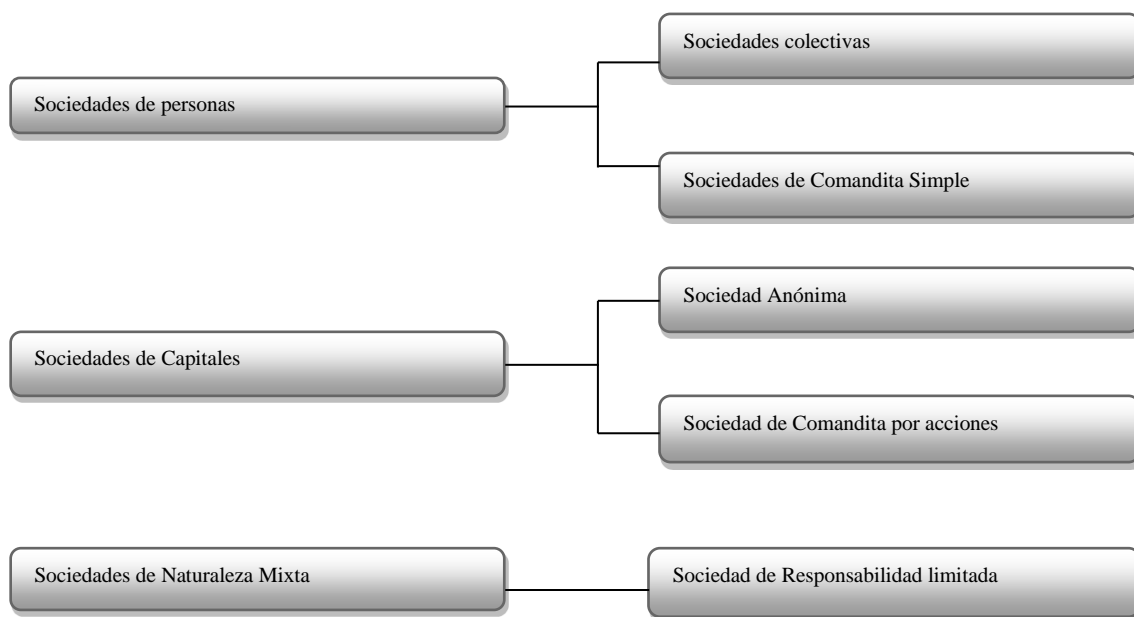 Sociedades de personas
Sociedades colectivas
Sociedades de Comandita Simple
Sociedades de Capitales
Sociedad Anónima
Sociedad de Comandita por acciones
Sociedades de Naturaleza Mixta
Sociedad de Responsabilidad limitada